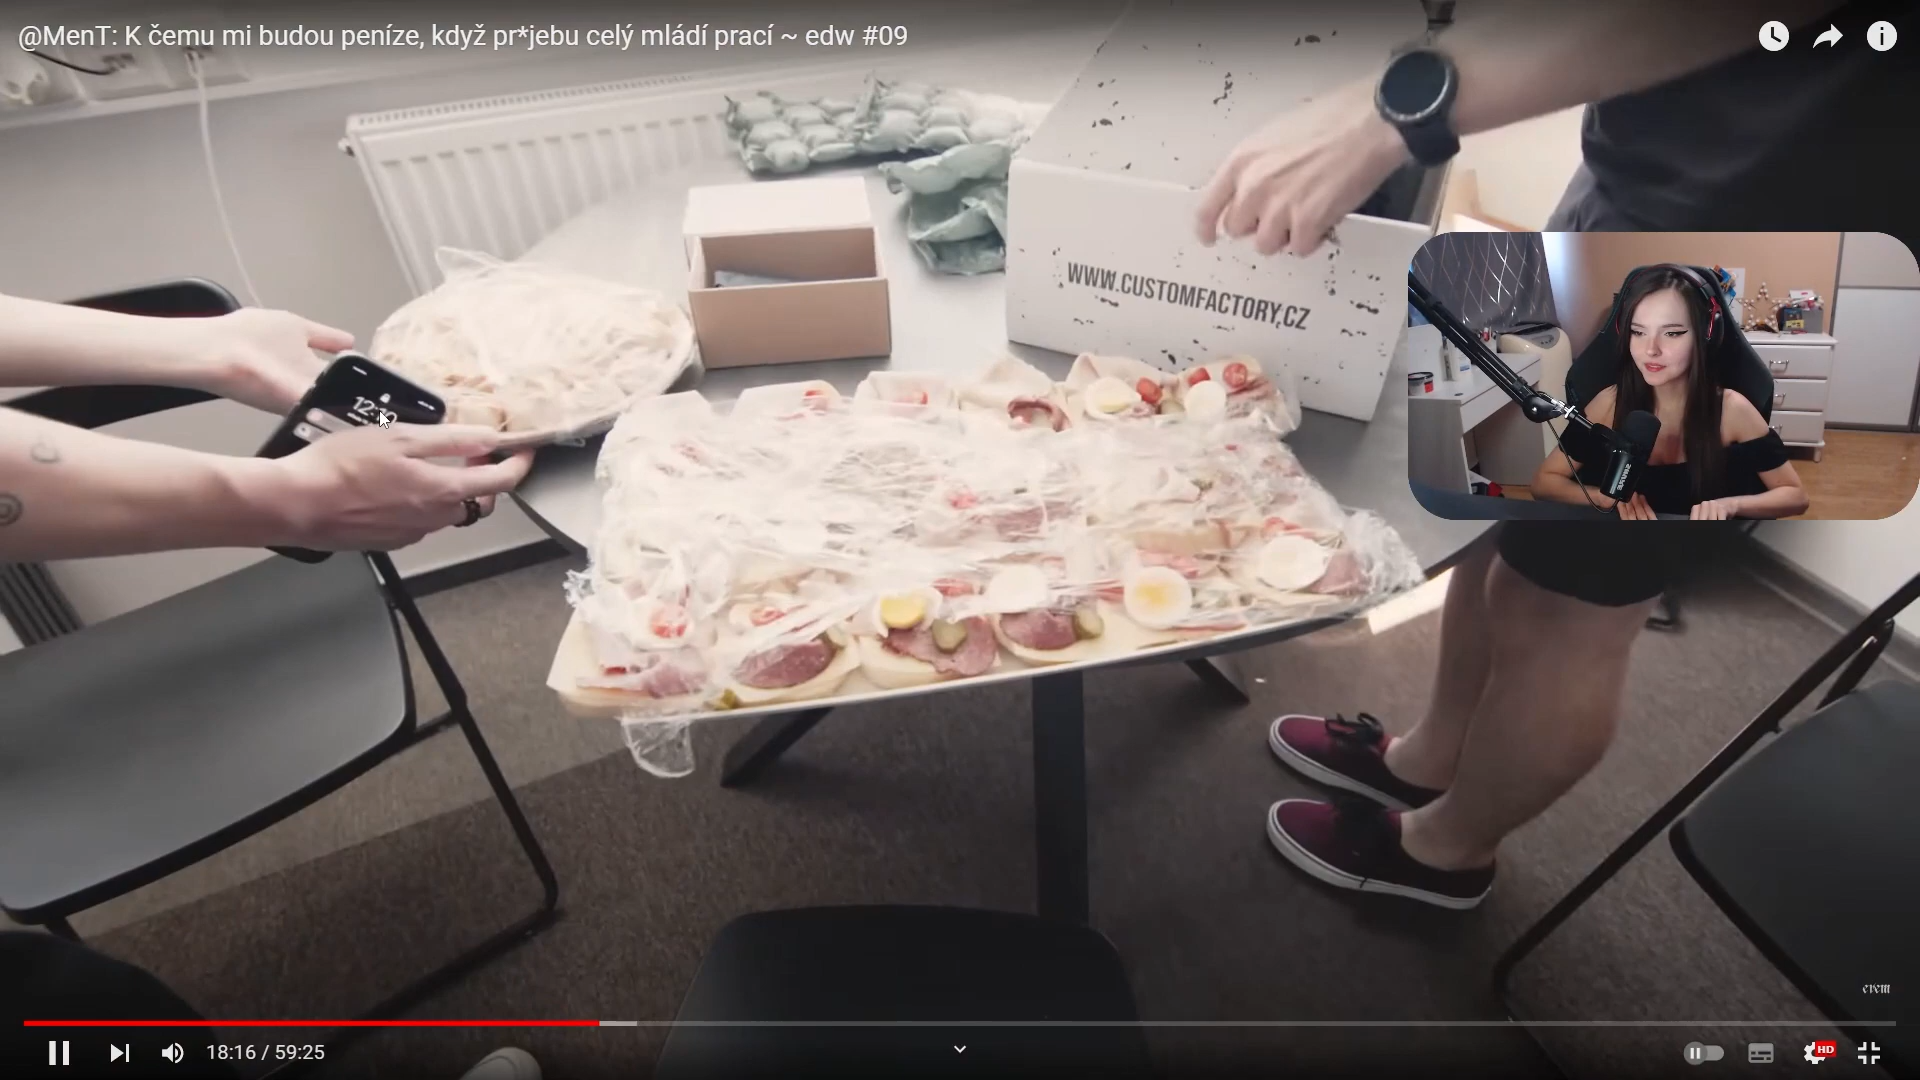 @MenT: K čemu mi budou peníze, když pr*jebu celý mládí prací ~ edw #09
WWW.CUSTOMFACTORY.CZ
18:16 / 59:25
HD